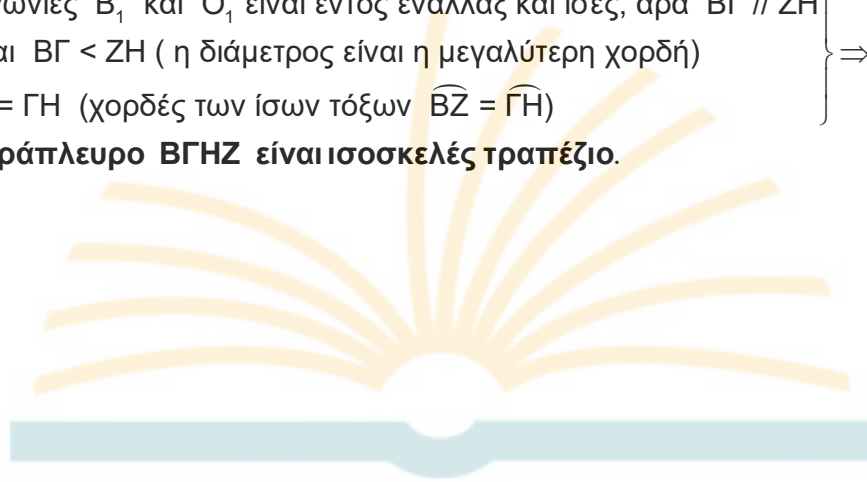 γωνίες Β₁ και Ο₁ είναι εντός εναλλάξ και ίσες, άρα ΒΓ // ΖΗ
αι ΒΓ < ΖΗ ( η διάμετρος είναι η μεγαλύτερη χορδή)
= ΓΗ (χορδές των ίσων τόξων ΒΖ = ΓΗ) ⇒
ράπλευρο ΒΓΗΖ είναι ισοσκελές τραπέζιο.